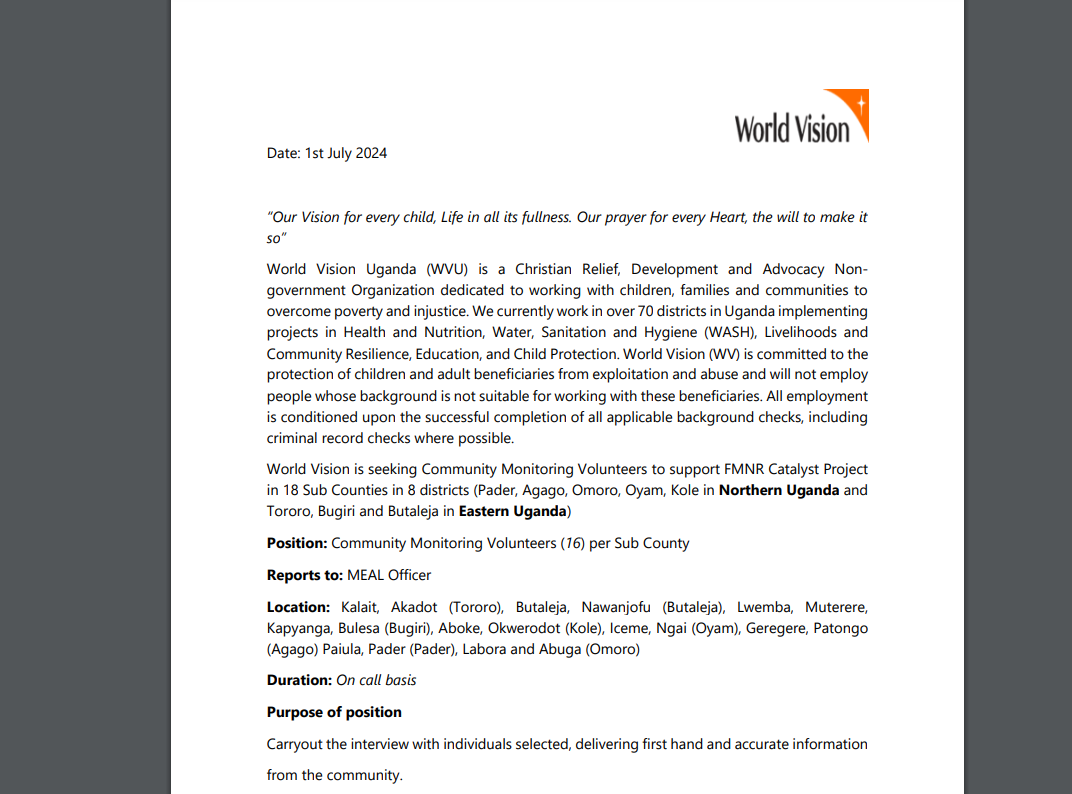 World Vision
Date: 1st July 2024
“Our Vision for every child, Life in all its fullness. Our prayer for every Heart, the will to make it
so”
World Vision Uganda (WVU) is a Christian Relief, Development and Advocacy Non-
government Organization dedicated to working with children, families and communities to
overcome poverty and injustice. We currently work in over 70 districts in Uganda implementing
projects in Health and Nutrition, Water, Sanitation and Hygiene (WASH), Livelihoods and
Community Resilience, Education, and Child Protection. World Vision (WV) is committed to the
protection of children and adult beneficiaries from exploitation and abuse and will not employ
people whose background is not suitable for working with these beneficiaries. All employment
is conditioned upon the successful completion of all applicable background checks, including
criminal record checks where possible.
World Vision is seeking Community Monitoring Volunteers to support FMNR Catalyst Project
in 18 Sub Counties in 8 districts (Pader, Agago, Omoro, Oyam, Kole in Northern Uganda and
Tororo, Bugiri and Butaleja in Eastern Uganda)
Position: Community Monitoring Volunteers (16) per Sub County
Reports to: MEAL Officer
Location: Kalait, Akadot (Tororo), Butaleja, Nawanjofu (Butaleja), Lwemba, Muterere,
Kapyanga, Bulesa (Bugiri), Aboke, Okwerodot (Kole), Iceme, Ngai (Oyam), Geregere, Patongo
(Agago) Paiula, Pader (Pader), Labora and Abuga (Omoro)
Duration: On call basis
Purpose of position
Carryout the interview with individuals selected, delivering first hand and accurate information
from the community.